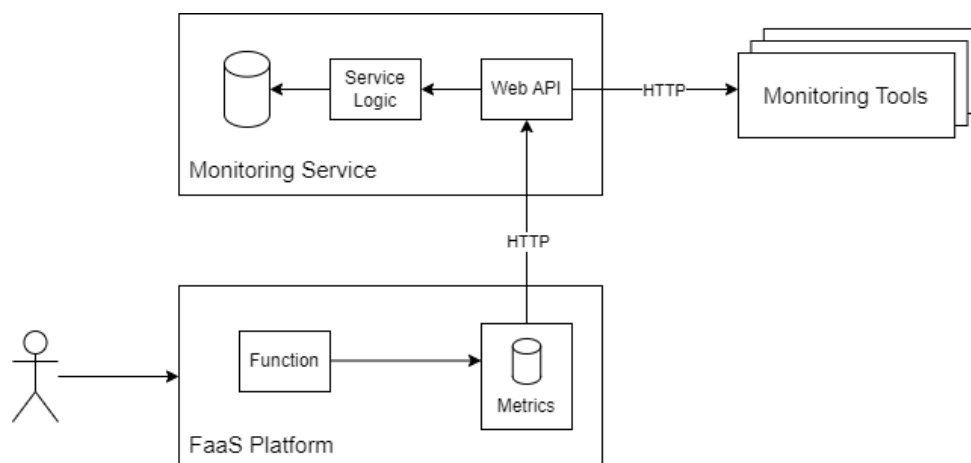 Service
Logic
Web API
HTTP
Monitoring Tools
Monitoring Service
HTTP
Function
Metrics
FaaS Platform